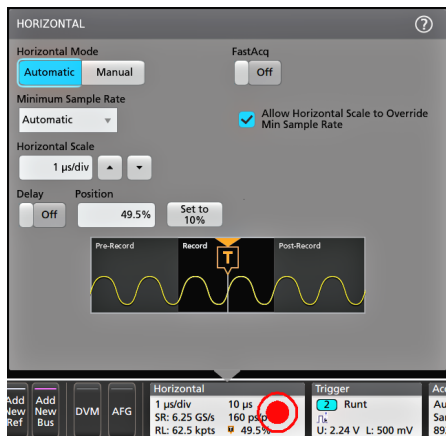 HORIZONTAL
?
Horizontal Mode
FastAcq
Automatic Manual
Off
Minimum Sample Rate
Automatic
Allow Horizontal Scale to Override
Min Sample Rate
Horizontal Scale
1 µs/div
Delay Position
Off 49.5% Set to
10%
Pre-Record Record Post-Record
T
Add
New
Ref
Add
New
Bus
DVM
AFG
Horizontal
1 µs/div 10 µs
SR: 6.25 GS/s 160 ps/p
RL: 62.5 kpts 49.5%
Trigger
2 Runt
U: 2.24 V L: 500 mV